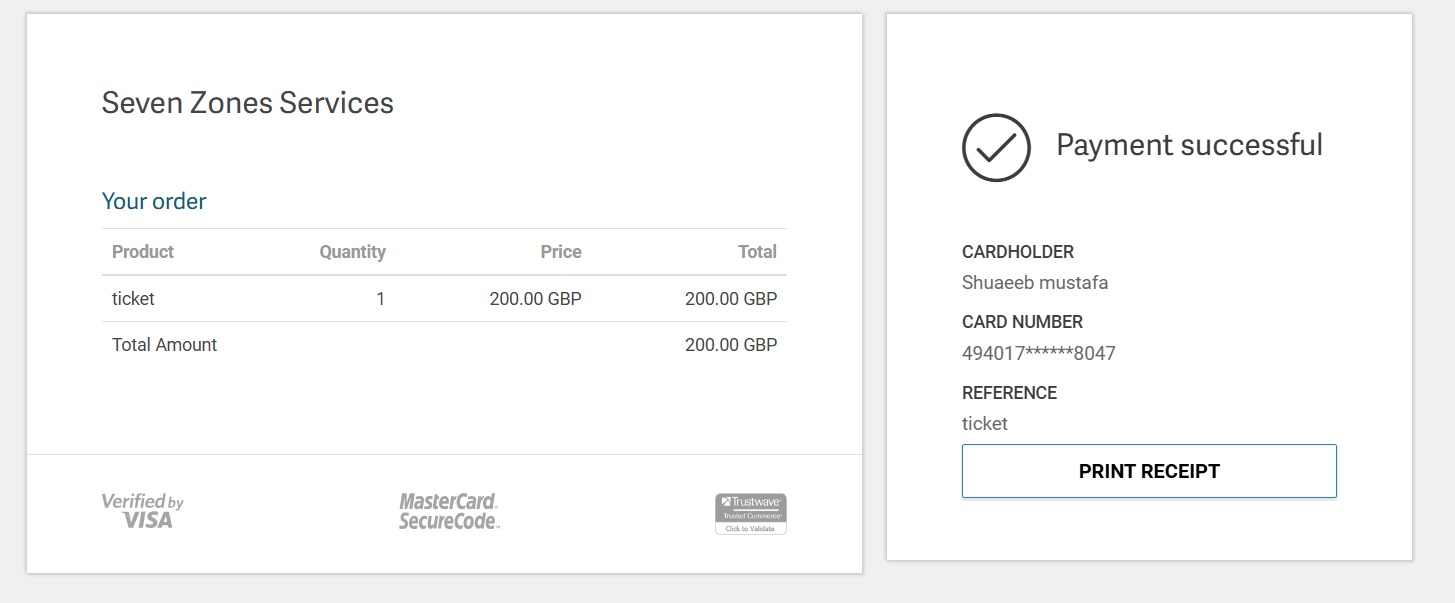 Seven Zones Services
Your order
Product Quantity Price Total
ticket 1 200.00 GBP 200.00 GBP
Total Amount 200.00 GBP
Verified by
VISA
MasterCard.
SecureCode™
Trustwave®
Trusted Commerce®
Click to Validate
Payment successful
CARDHOLDER
Shuaeeb mustafa
CARD NUMBER
494017******8047
REFERENCE
ticket
PRINT RECEIPT